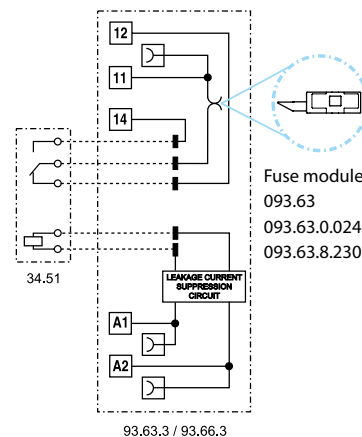 12
11
14
Fuse module
093.63
093.63.0.024
093.63.8.230
34.51
LEAKAGE CURRENT
SUPPRESSION
CIRCUIT
A1
A2
93.63.3 / 93.66.3